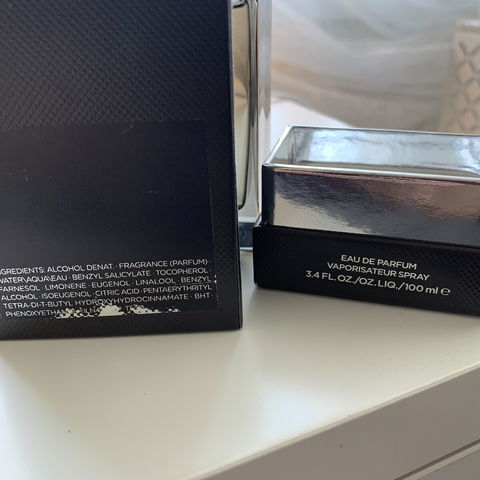 GREDIENTS: ALCOHOL DENAT. · FRAGRANCE (PARFUM) ·
WATER\AQUA\EAU · BENZYL SALICYLATE · TOCOPHEROL ·
FARNESOL · LIMONENE · EUGENOL · LINALOOL · BENZYL
ALCOHOL · ISOEUGENOL · CITRIC ACID · PENTAERYTHRITYL
TETRA-DI-T-BUTYL HYDROXYHYDROCINNAMATE · BHT ·
EAU DE PARFUM
VAPORISATEUR SPRAY
3.4 FL.OZ./OZ. LIQ./100 ml ℮